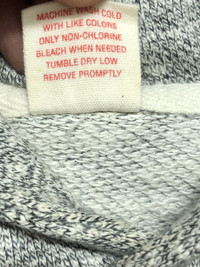 MACHINE WASH COLD
WITH LIKE COLORS
ONLY NON-CHLORINE
BLEACH WHEN NEEDED
TUMBLE DRY LOW
REMOVE PROMPTLY